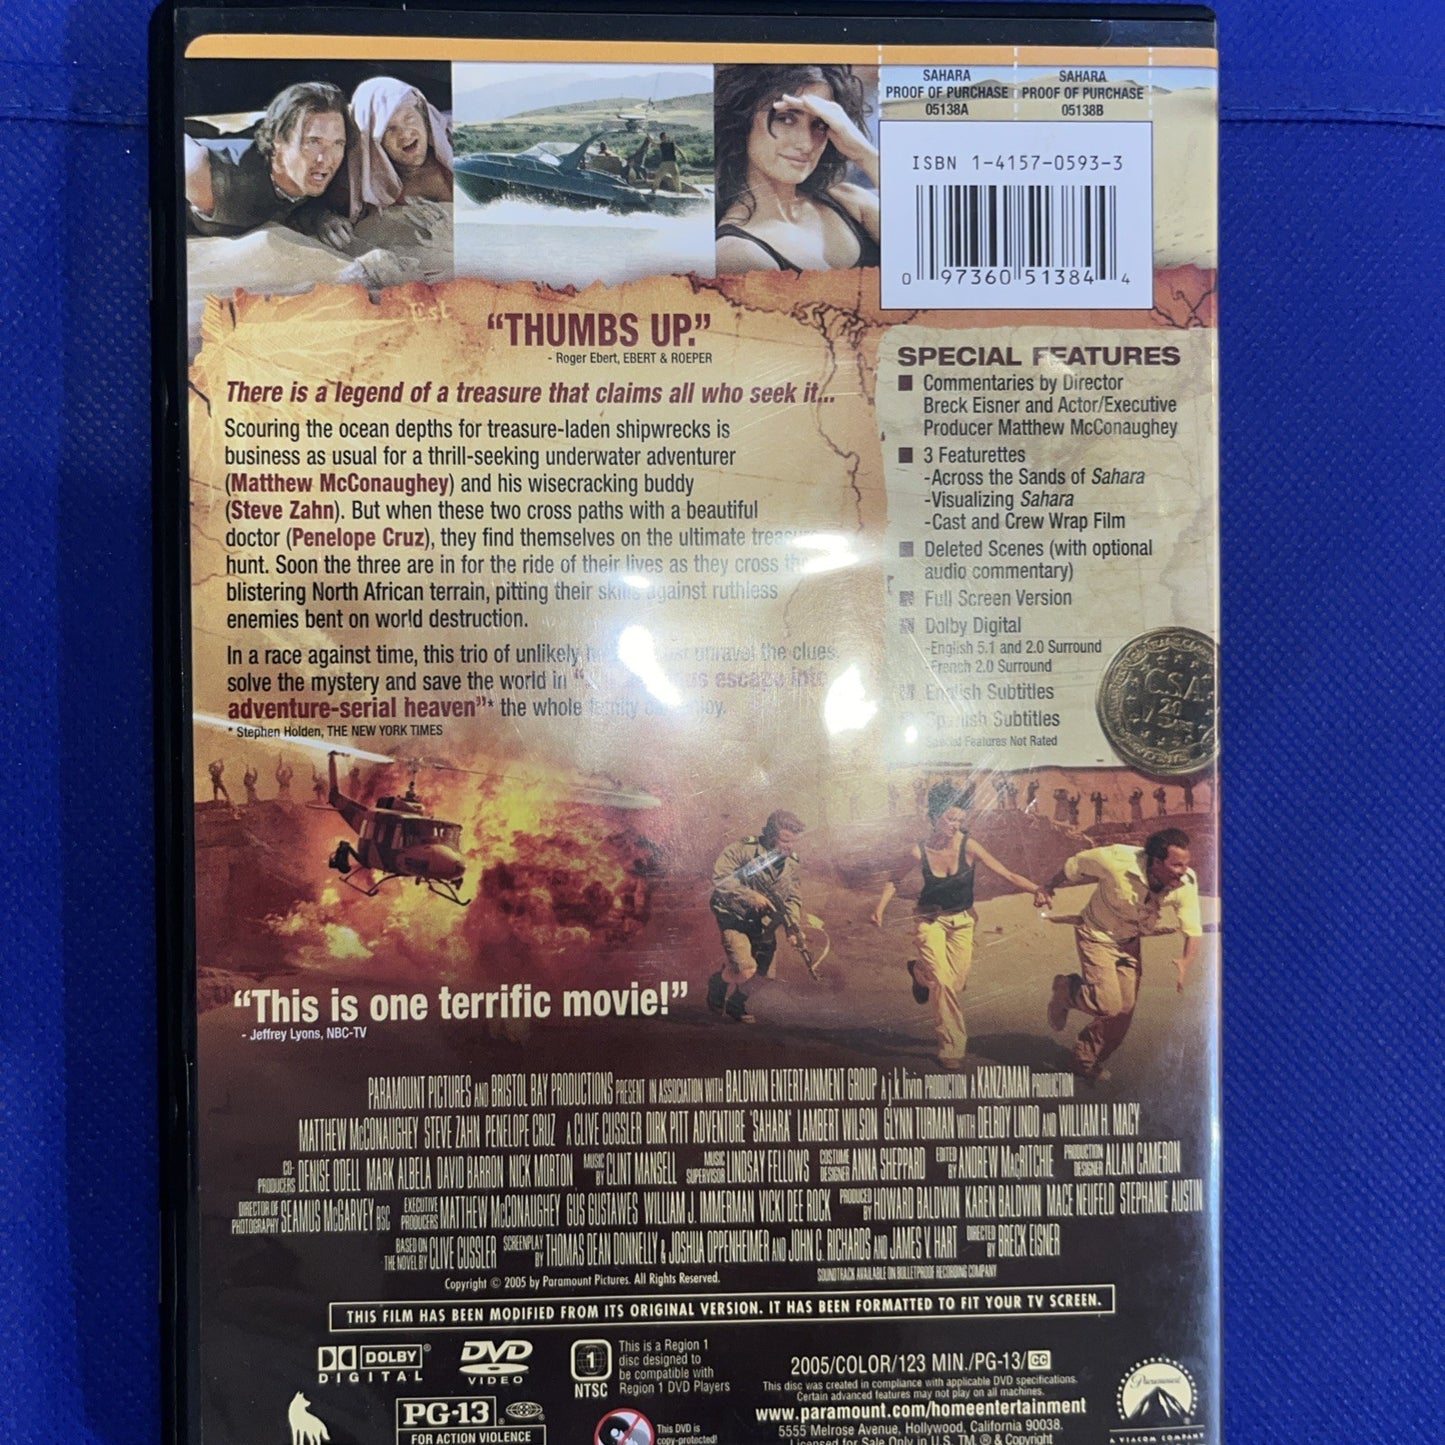 SAHARA
PROOF OF PURCHASE
05138A
SAHARA
PROOF OF PURCHASE
05138B
ISBN 1-4157-0593-3
0 97360 51384 4
“THUMBS UP.”
- Roger Ebert, EBERT & ROEPER
There is a legend of a treasure that claims all who seek it...
Scouring the ocean depths for treasure-laden shipwrecks is
business as usual for a thrill-seeking underwater adventurer
(Matthew McConaughey) and his wisecracking buddy
(Steve Zahn). But when these two cross paths with a beautiful
doctor (Penelope Cruz), they find themselves on the ultimate treasure
hunt. Soon the three are in for the ride of their lives as they cross the
blistering North African terrain, pitting their skills against ruthless
enemies bent on world destruction.
In a race against time, this trio of unlikely unravel the clues,
solve the mystery and save the world in escape into
adventure-serial heaven”* the whole family
* Stephen Holden, THE NEW YORK TIMES
SPECIAL FEATURES
Commentaries by Director
Breck Eisner and Actor/Executive
Producer Matthew McConaughey
3 Featurettes
-Across the Sands of Sahara
-Visualizing Sahara
-Cast and Crew Wrap Film
Deleted Scenes (with optional
audio commentary)
Full Screen Version
Dolby Digital
-English 5.1 and 2.0 Surround
-French 2.0 Surround
English Subtitles
Spanish Subtitles
Special Features Not Rated
C.S.A
20
“This is one terrific movie!”
- Jeffrey Lyons, NBC-TV
PARAMOUNT PICTURES AND BRISTOL BAY PRODUCTIONS PRESENT IN ASSOCIATION WITH BALDWIN ENTERTAINMENT GROUP A j.k. livin PRODUCTION A KANZAMAN PRODUCTION
MATTHEW McCONAUGHEY STEVE ZAHN PENELOPE CRUZ A CLIVE CUSSLER DIRK PITT ADVENTURE 'SAHARA' LAMBERT WILSON GLYNN TURMAN WITH DELROY LINDO AND WILLIAM H. MACY
CO-PRODUCERS DENISE O'DELL MARK ALBELA DAVID BARRON NICK MORTON MUSIC BY CLINT MANSELL MUSIC SUPERVISOR LINDSAY FELLOWS COSTUME DESIGNER ANNA SHEPPARD EDITED BY ANDREW MacRITCHIE PRODUCTION DESIGNER ALLAN CAMERON
DIRECTOR OF PHOTOGRAPHY SEAMUS McGARVEY BSC EXECUTIVE PRODUCERS MATTHEW McCONAUGHEY GUS GUSTAWES WILLIAM J. IMMERMAN VICKI DEE ROCK PRODUCED BY HOWARD BALDWIN KAREN BALDWIN MACE NEUFELD STEPHANIE AUSTIN
BASED ON THE NOVEL BY CLIVE CUSSLER SCREENPLAY BY THOMAS DEAN DONNELLY & JOSHUA OPPENHEIMER AND JOHN C. RICHARDS AND JAMES V. HART DIRECTED BY BRECK EISNER
Copyright © 2005 by Paramount Pictures. All Rights Reserved.
SOUNDTRACK AVAILABLE ON BULLETPROOF RECORDING COMPANY
THIS FILM HAS BEEN MODIFIED FROM ITS ORIGINAL VERSION. IT HAS BEEN FORMATTED TO FIT YOUR TV SCREEN.
DOLBY
DIGITAL
DVD
VIDEO
1
NTSC
This is a Region 1
disc designed to
be compatible with
Region 1 DVD Players
2005/COLOR/123 MIN./PG-13/CC
This disc was created in compliance with applicable DVD specifications.
Certain advanced features may not play on all machines.
www.paramount.com/homeentertainment
5555 Melrose Avenue, Hollywood, California 90038.
Licensed for Sale Only in U.S. TM, ® & Copyright
PG-13
FOR ACTION VIOLENCE
This DVD is
copy-protected
Paramount
A VIACOM COMPANY